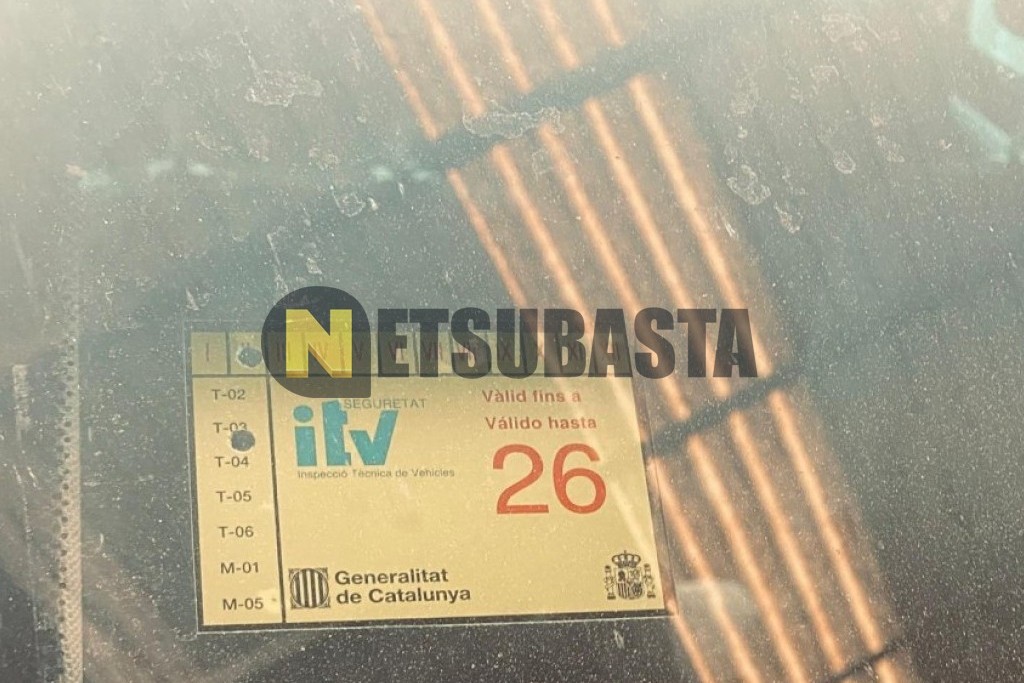 NETSUBASTA
I
T-02
T-03
T-04
T-05
T-06
M-01
M-05
SEGURETAT
itv
Inspecció Tècnica de Vehicles
Vàlid fins a
Válido hasta
26
Generalitat
de Catalunya